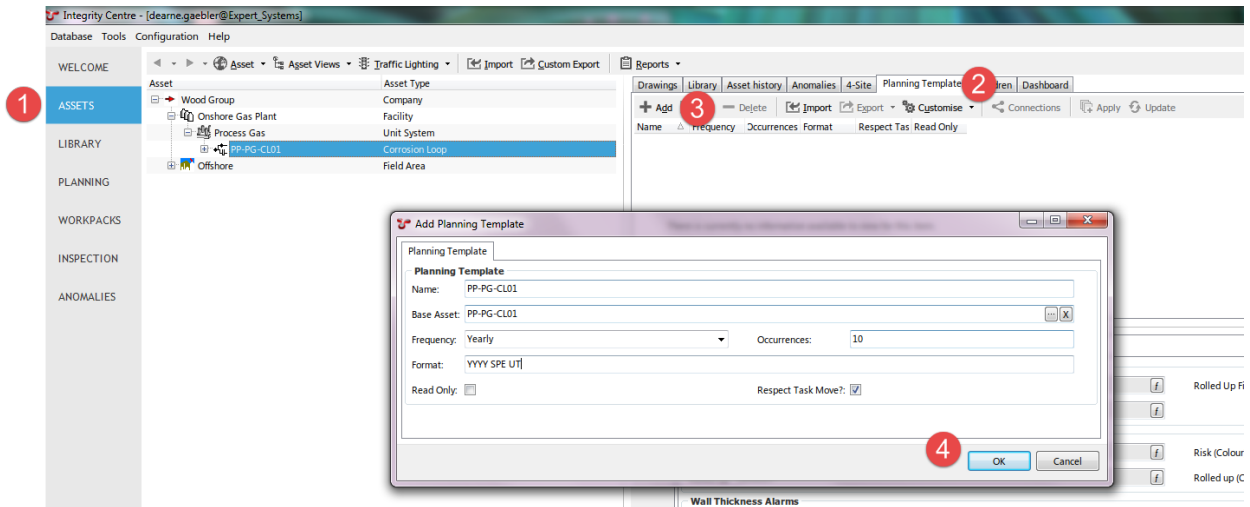 Integrity Centre - [dearne.gaebler@Expert_Systems]
Database Tools Configuration Help
WELCOME
ASSETS
LIBRARY
PLANNING
WORKPACKS
INSPECTION
ANOMALIES
1
Asset Asset Views Traffic Lighting Import Custom Export Reports
Asset Asset Type
Wood Group Company
Onshore Gas Plant Facility
Process Gas Unit System
PP-PG-CL01 Corrosion Loop
Offshore Field Area
Drawings Library Asset history Anomalies 4-Site Planning Template 2 Dashboard
Add 3 Delete Import Export Customise Connections Apply Update
Name Frequency Occurrences Format Respect Tas Read Only
Add Planning Template
Planning Template
Planning Template
Name: PP-PG-CL01
Base Asset: PP-PG-CL01 ... X
Frequency: Yearly Occurrences: 10
Format: YYYY SPE UT
Read Only: Respect Task Move?:
4
OK Cancel
f Rolled Up Fi
f
f Risk (Colour
f Rolled up (C
Wall Thickness Alarms